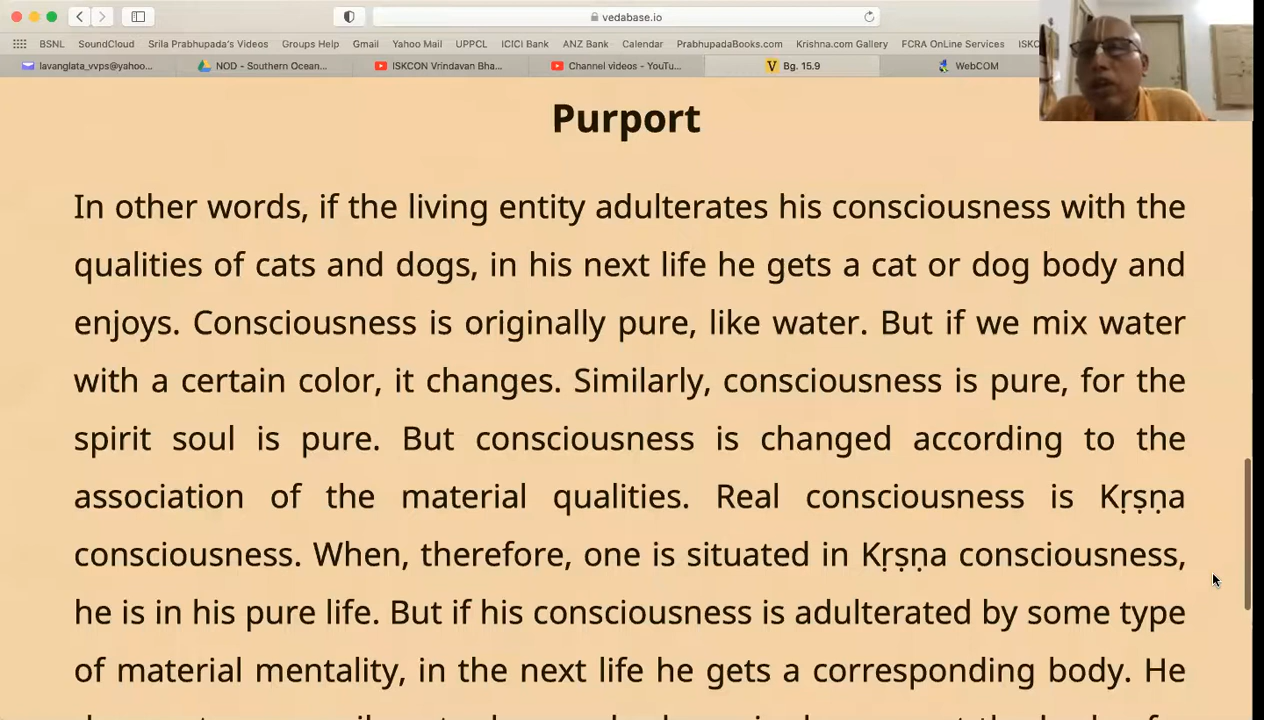 vedabase.io
BSNL SoundCloud Srila Prabhupada's Videos Groups Help Gmail Yahoo Mail UPPCL ICICI Bank ANZ Bank Calendar PrabhupadaBooks.com Krishna.com Gallery FCRA OnLine Services ISKC
lavanglata_vvps@yahoo... NOD - Southern Ocean... ISKCON Vrindavan Bha... Channel videos - YouTu... Bg. 15.9 WebCOM
Purport
In other words, if the living entity adulterates his consciousness with the
qualities of cats and dogs, in his next life he gets a cat or dog body and
enjoys. Consciousness is originally pure, like water. But if we mix water
with a certain color, it changes. Similarly, consciousness is pure, for the
spirit soul is pure. But consciousness is changed according to the
association of the material qualities. Real consciousness is Kṛṣṇa
consciousness. When, therefore, one is situated in Kṛṣṇa consciousness,
he is in his pure life. But if his consciousness is adulterated by some type
of material mentality, in the next life he gets a corresponding body. He